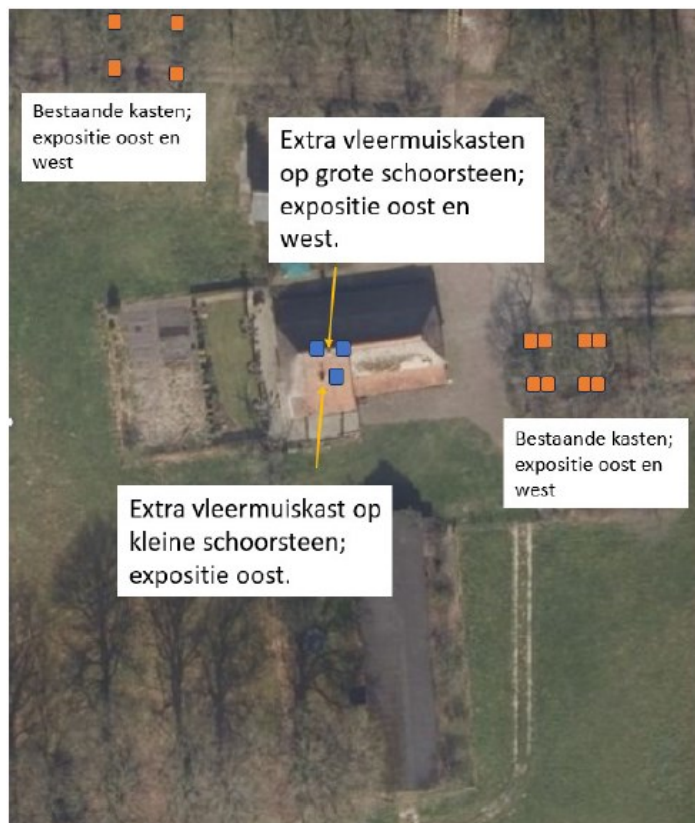 Bestaande kasten;
expositie oost en
west
Extra vleermuiskasten
op grote schoorsteen;
expositie oost en
west.
Bestaande kasten;
expositie oost en
west
Extra vleermuiskast op
kleine schoorsteen;
expositie oost.